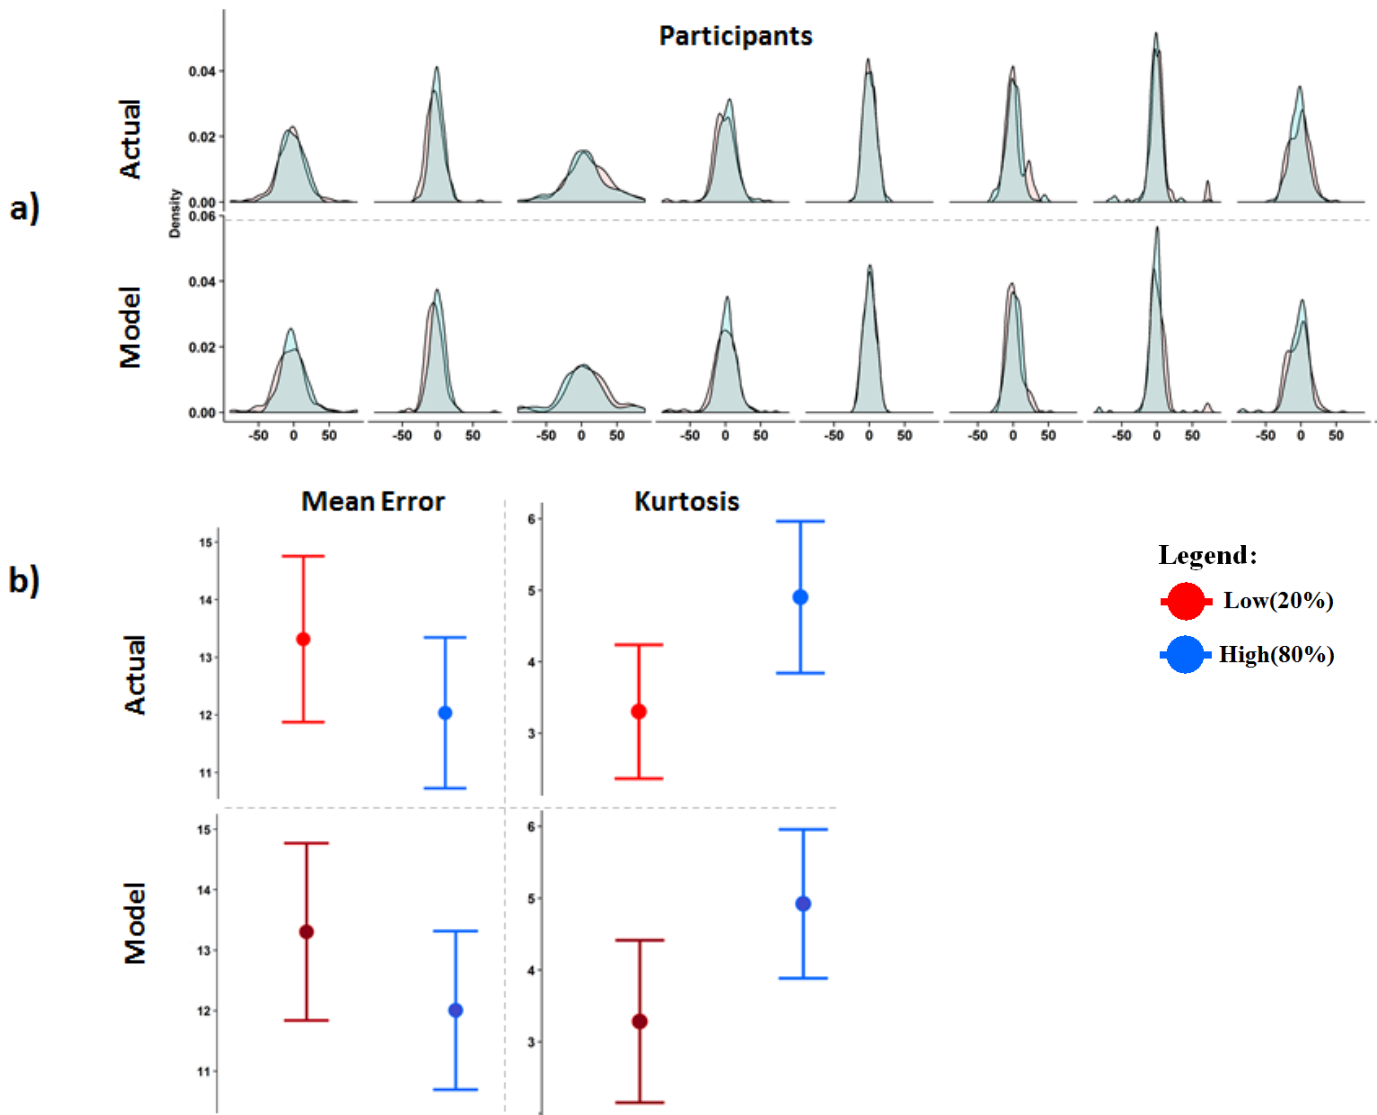 Participants
a)
Actual
Density
0.04
0.02
0.00
Model
0.06
0.04
0.02
0.00
-50 0 50 -50 0 50 -50 0 50 -50 0 50 -50 0 50 -50 0 50 -50 0 50 -50 0 50
b)
Mean Error Kurtosis
Actual
15
14
13
12
11
6
5
4
3
Legend:
Low(20%)
High(80%)
Model
15
14
13
12
11
6
5
4
3